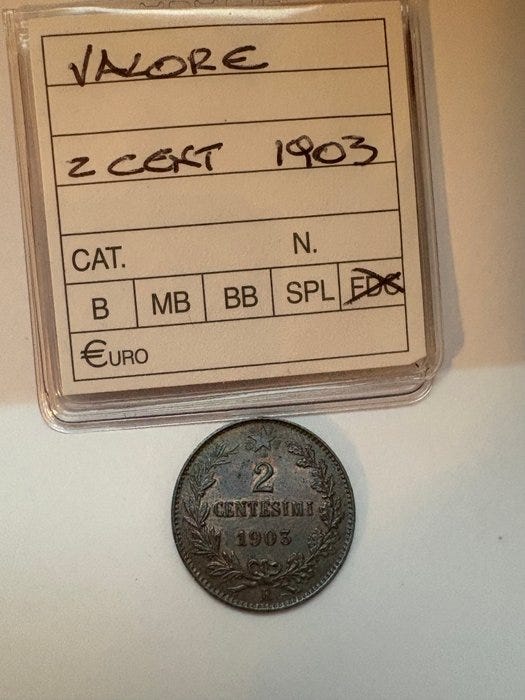 VALORE
2 CENT 1903
CAT. N.
B MB BB SPL FDC
€URO
2
CENTESIMI
1903
R